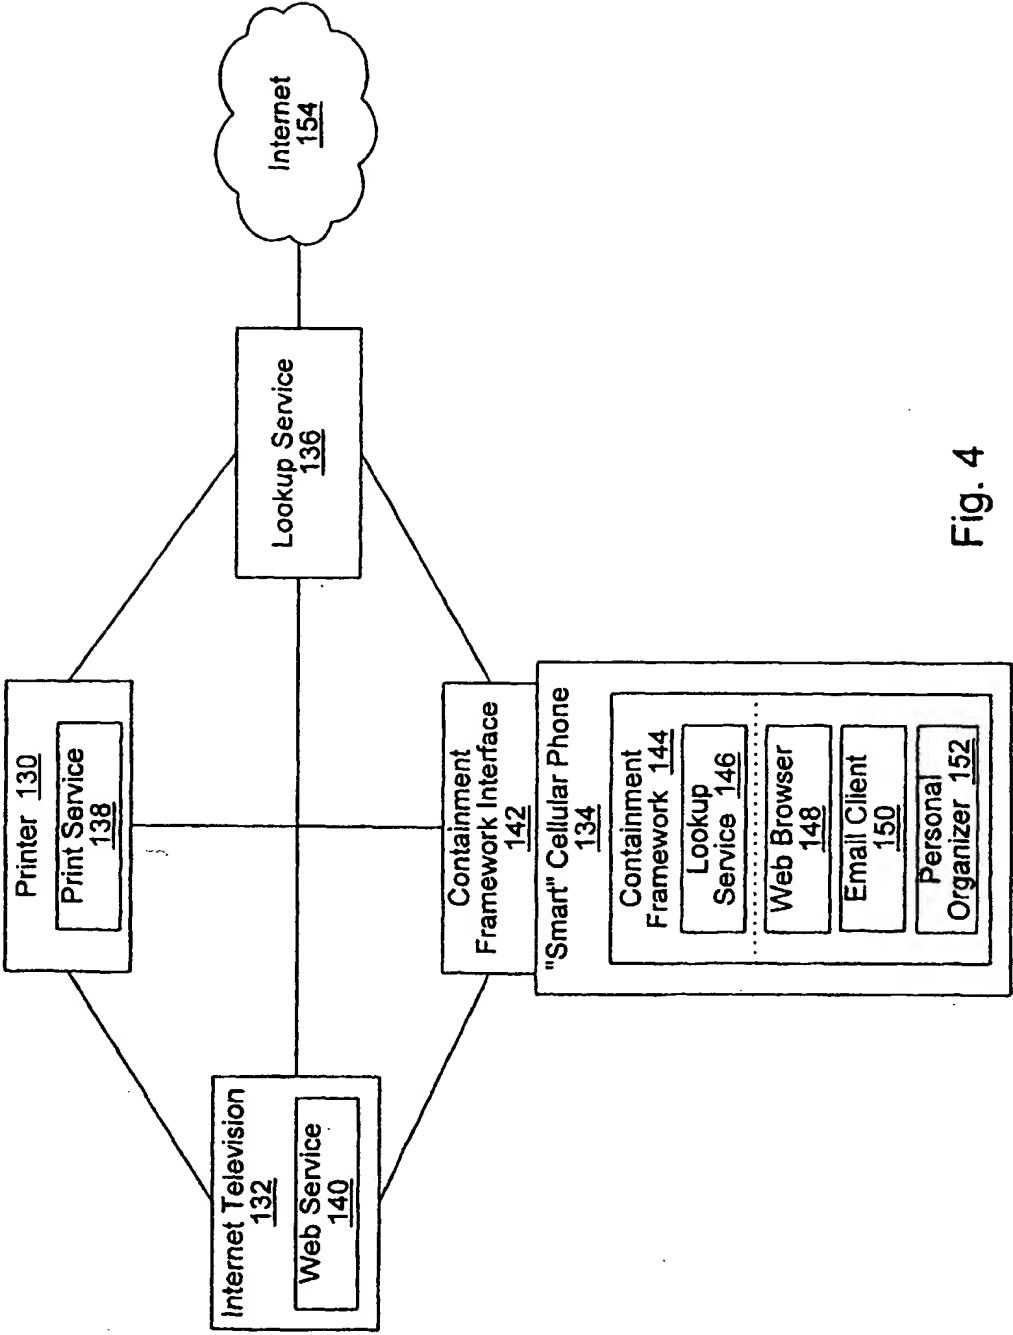 Printer 130
Print Service
138
Internet Television
132
Web Service
140
Lookup Service
136
Internet
154
Containment
Framework Interface
142
"Smart" Cellular Phone
134
Containment
Framework 144
Lookup
Service 146
Web Browser
148
Email Client
150
Personal
Organizer 152
Fig. 4